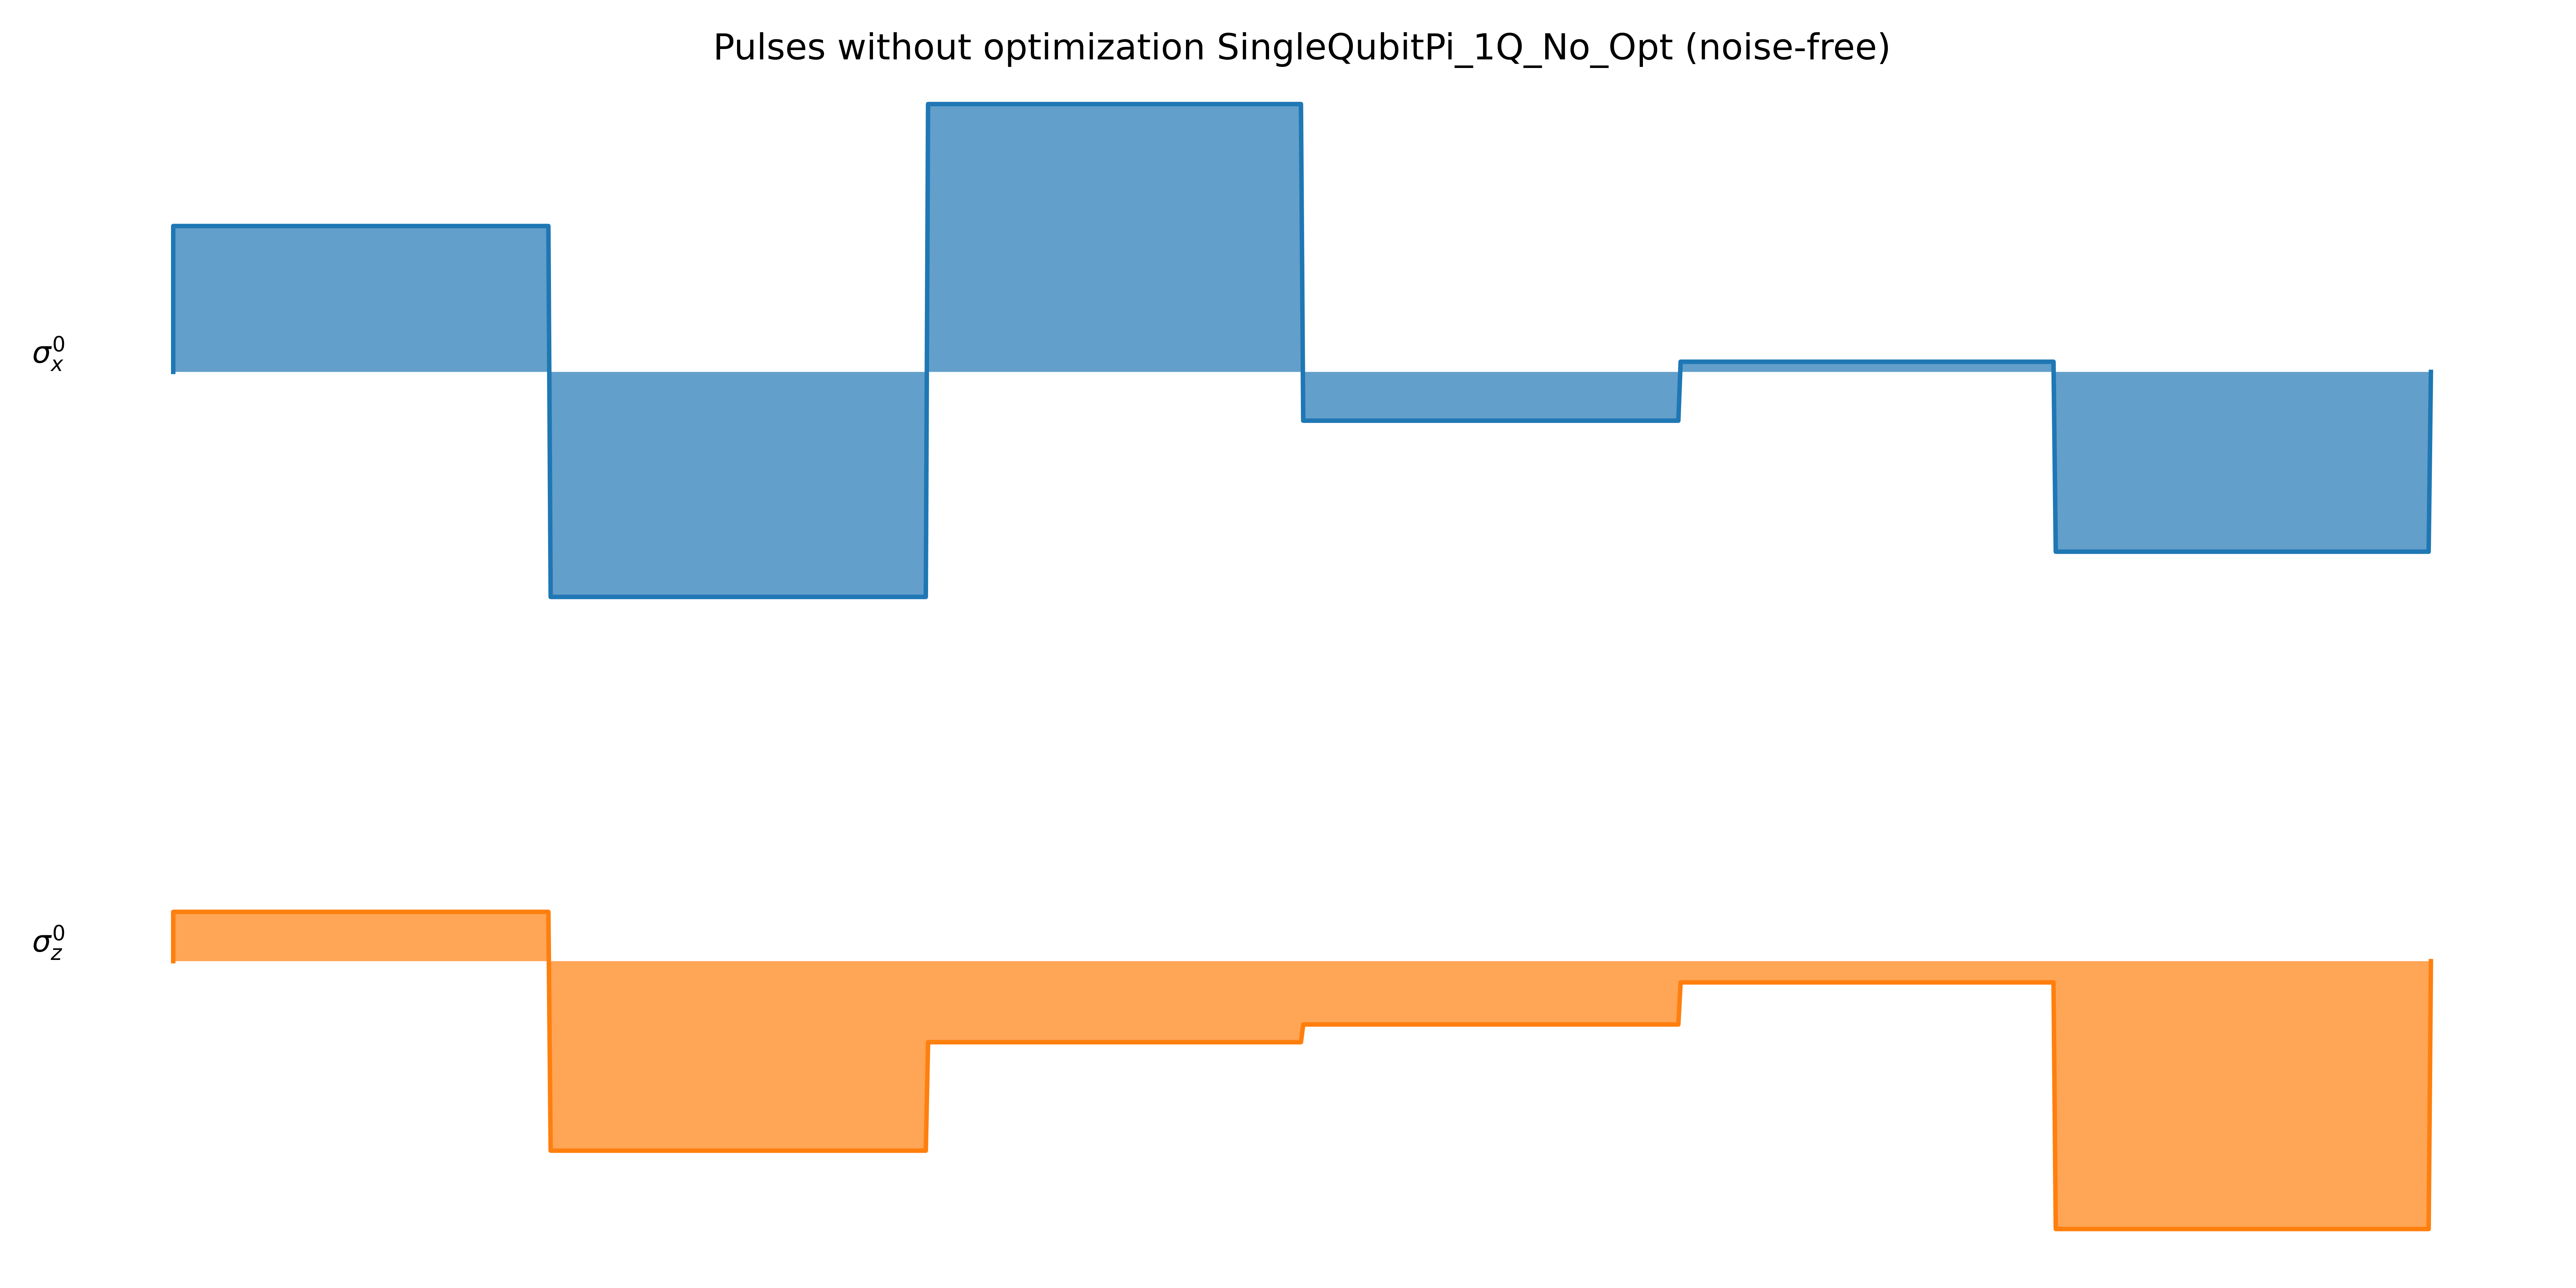 Pulses without optimization SingleQubitPi_1Q_No_Opt (noise-free)
σ_x^0
σ_z^0